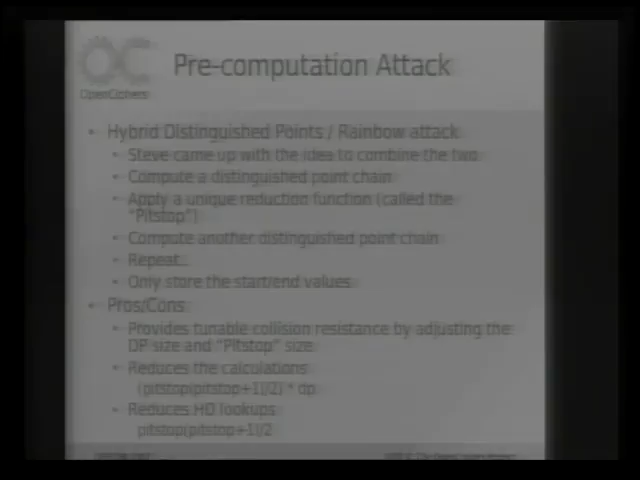 OpenCiphers
Pre-computation Attack
• Hybrid Distinguished Points / Rainbow attack
• Steve came up with the idea to combine the two
• Compute a distinguished point chain
• Apply a unique reduction function (called the
"Pitstop")
• Compute another distinguished point chain
• Repeat...
• Only store the start/end values
• Pros/Cons
• Provides tunable collision resistance by adjusting the
DP size and "Pitstop" size
• Reduces the calculations
(pitstop(pitstop+1)/2) * dp
• Reduces HD lookups
pitstop(pitstop+1)/2